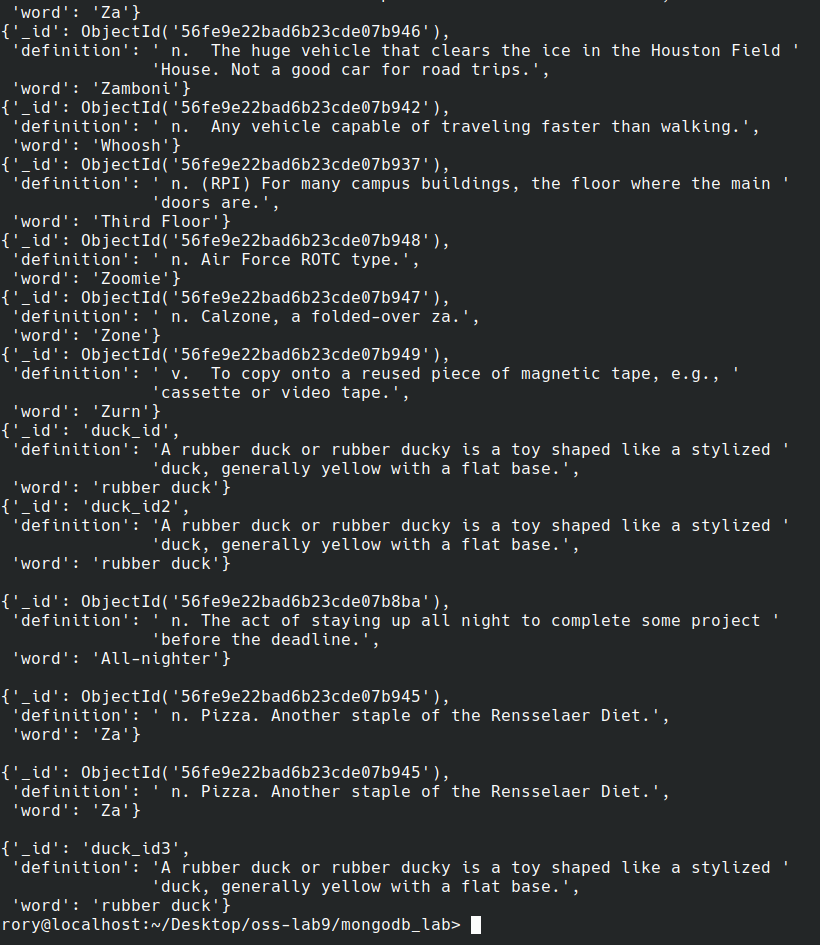 'word': 'Za'}
{'_id': ObjectId('56fe9e22bad6b23cde07b946'),
'definition': ' n.  The huge vehicle that clears the ice in the Houston Field '
'House. Not a good car for road trips.',
'word': 'Zamboni'}
{'_id': ObjectId('56fe9e22bad6b23cde07b942'),
'definition': ' n.  Any vehicle capable of traveling faster than walking.',
'word': 'Whoosh'}
{'_id': ObjectId('56fe9e22bad6b23cde07b937'),
'definition': ' n. (RPI) For many campus buildings, the floor where the main '
'doors are.',
'word': 'Third Floor'}
{'_id': ObjectId('56fe9e22bad6b23cde07b948'),
'definition': ' n. Air Force ROTC type.',
'word': 'Zoomie'}
{'_id': ObjectId('56fe9e22bad6b23cde07b947'),
'definition': ' n. Calzone, a folded-over za.',
'word': 'Zone'}
{'_id': ObjectId('56fe9e22bad6b23cde07b949'),
'definition': ' v.  To copy onto a reused piece of magnetic tape, e.g., '
'cassette or video tape.',
'word': 'Zurn'}
{'_id': 'duck_id',
'definition': 'A rubber duck or rubber ducky is a toy shaped like a stylized '
'duck, generally yellow with a flat base.',
'word': 'rubber duck'}
{'_id': 'duck_id2',
'definition': 'A rubber duck or rubber ducky is a toy shaped like a stylized '
'duck, generally yellow with a flat base.',
'word': 'rubber duck'}
{'_id': ObjectId('56fe9e22bad6b23cde07b8ba'),
'definition': ' n. The act of staying up all night to complete some project '
'before the deadline.',
'word': 'All-nighter'}
{'_id': ObjectId('56fe9e22bad6b23cde07b945'),
'definition': ' n. Pizza. Another staple of the Rensselaer Diet.',
'word': 'Za'}
{'_id': ObjectId('56fe9e22bad6b23cde07b945'),
'definition': ' n. Pizza. Another staple of the Rensselaer Diet.',
'word': 'Za'}
{'_id': 'duck_id3',
'definition': 'A rubber duck or rubber ducky is a toy shaped like a stylized '
'duck, generally yellow with a flat base.',
'word': 'rubber duck'}
rory@localhost:~/Desktop/oss-lab9/mongodb_lab>